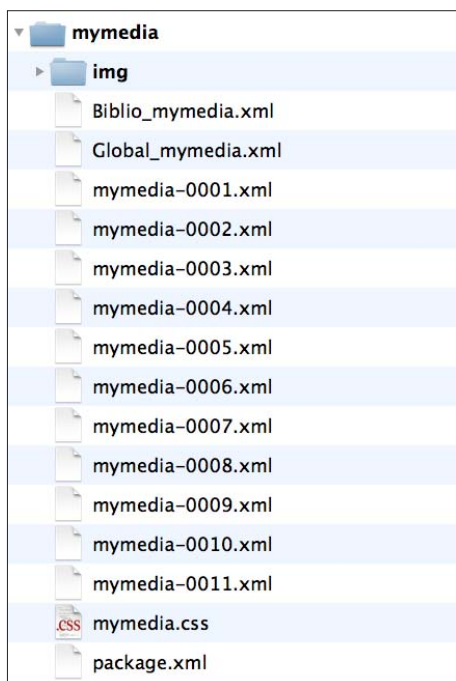 mymedia
img
Biblio_mymedia.xml
Global_mymedia.xml
mymedia-0001.xml
mymedia-0002.xml
mymedia-0003.xml
mymedia-0004.xml
mymedia-0005.xml
mymedia-0006.xml
mymedia-0007.xml
mymedia-0008.xml
mymedia-0009.xml
mymedia-0010.xml
mymedia-0011.xml
.css mymedia.css
package.xml